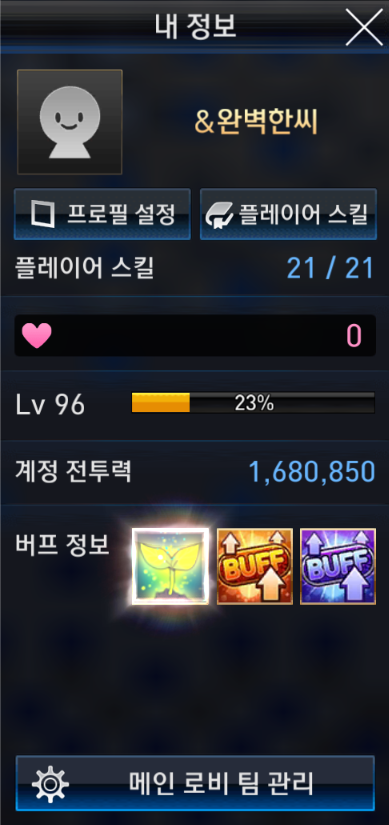 내 정보
&완벽한씨
프로필 설정
플레이어 스킬
플레이어 스킬 21 / 21
0
Lv 96 23%
계정 전투력 1,680,850
버프 정보 BUFF BUFF
메인 로비 팀 관리